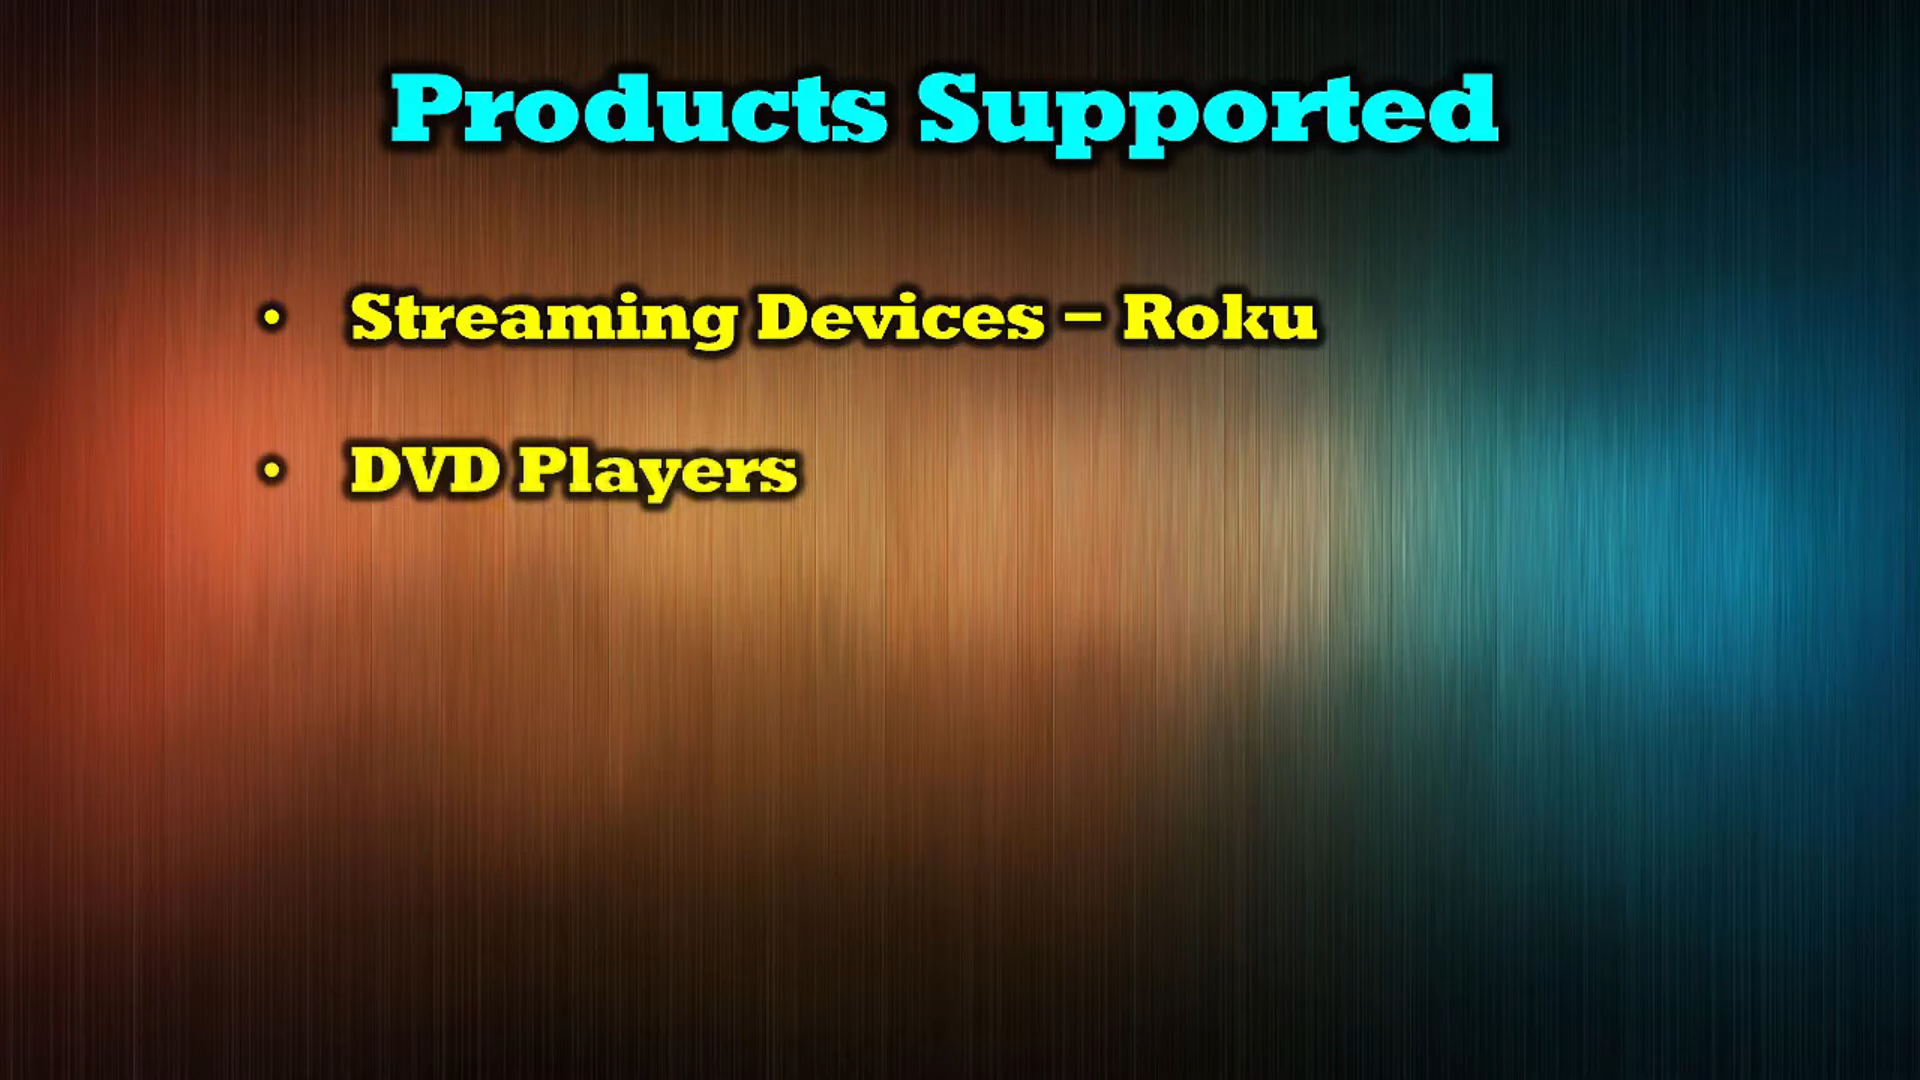 Products Supported
• Streaming Devices – Roku
• DVD Players